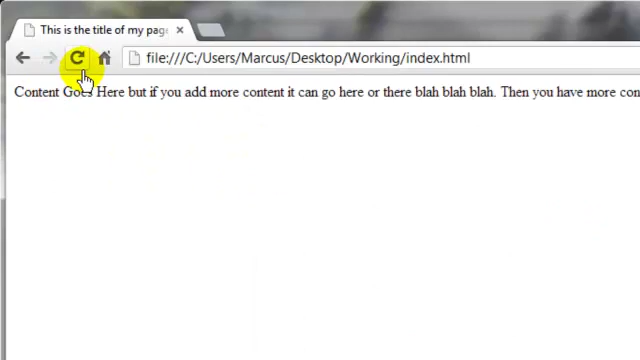 This is the title of my page
file:///C:/Users/Marcus/Desktop/Working/index.html
Content Goes Here but if you add more content it can go here or there blah blah blah. Then you have more con